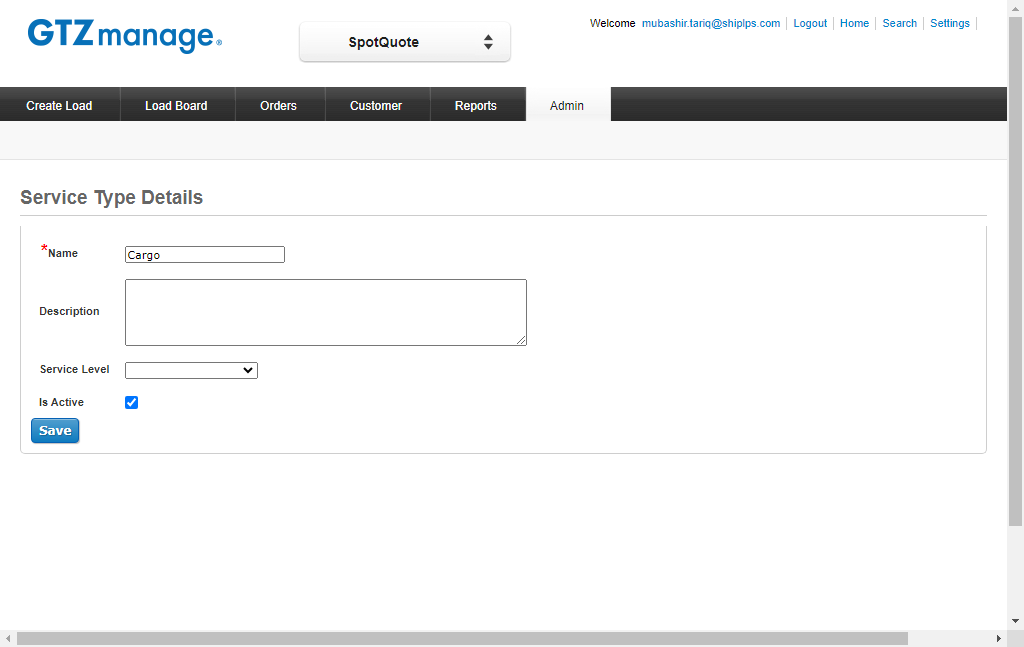 GTZmanage®
SpotQuote
Welcome mubashir.tariq@shiplps.com Logout Home Search Settings
Create Load Load Board Orders Customer Reports Admin
Service Type Details
*Name Cargo
Description
Service Level
Is Active
Save